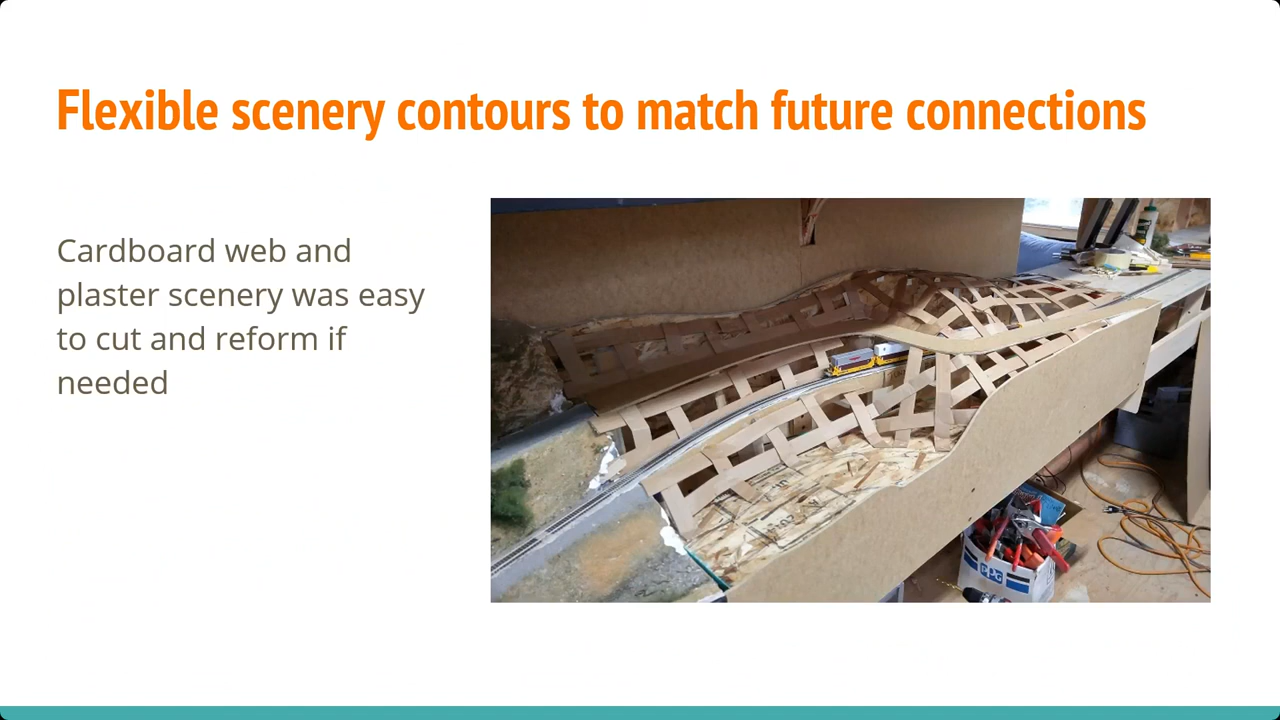 Flexible scenery contours to match future connections
Cardboard web and
plaster scenery was easy
to cut and reform if
needed
PPG